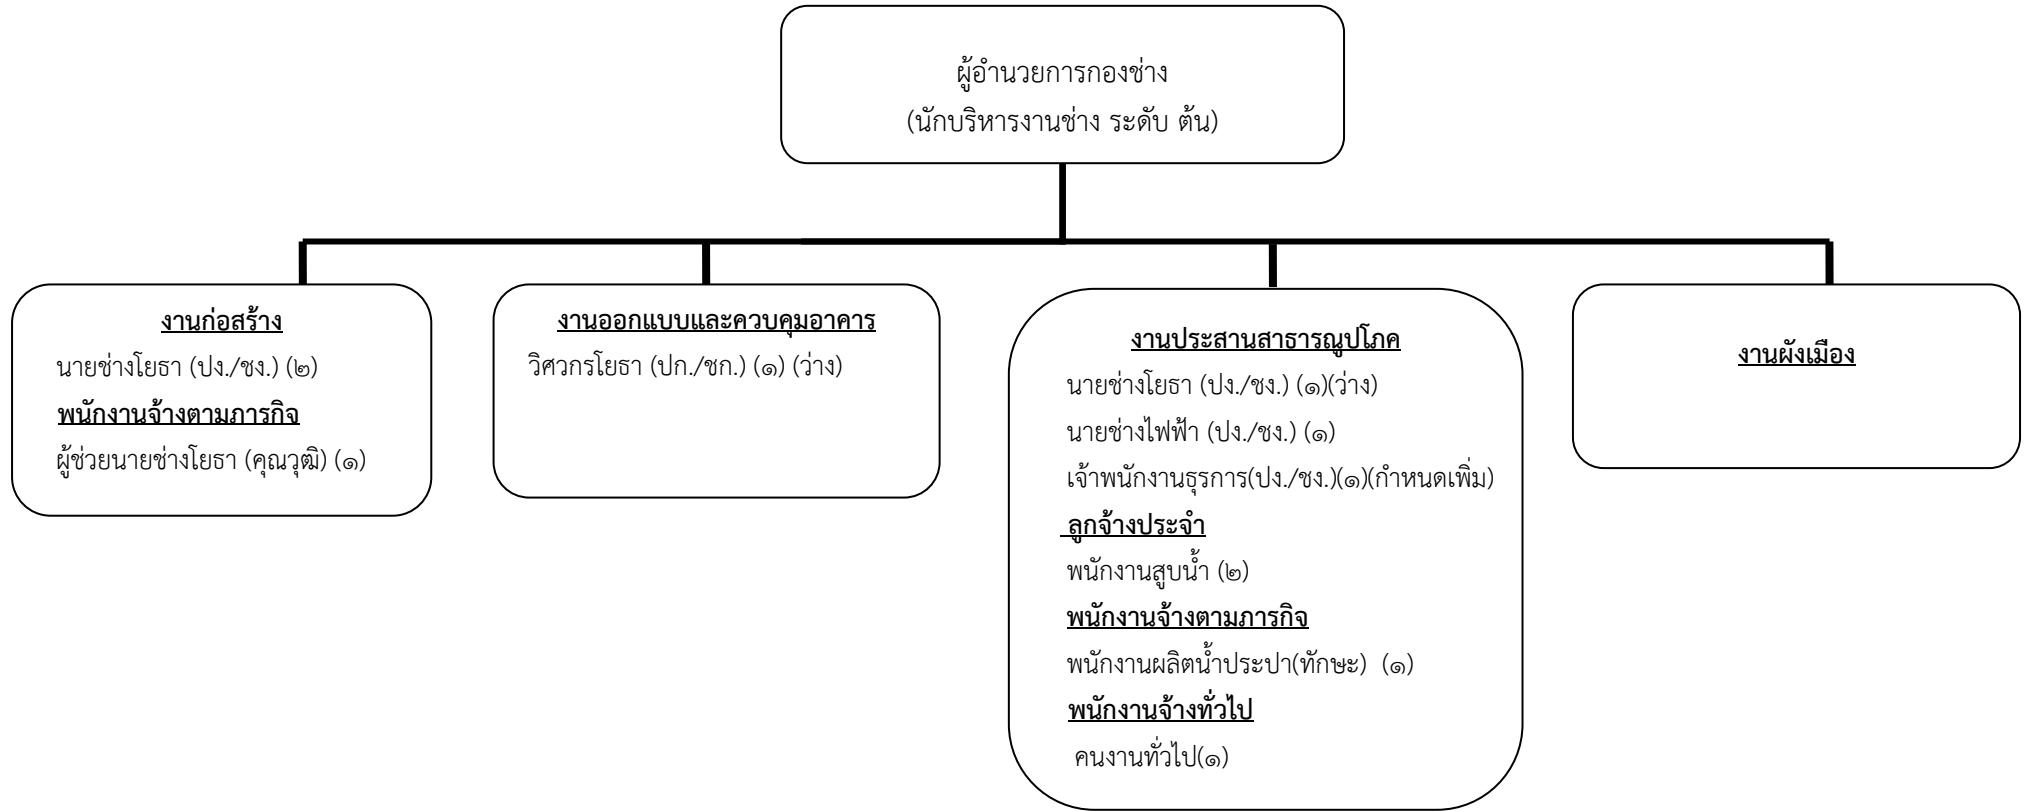 ผู้อำนวยการกองช่าง
(นักบริหารงานช่าง ระดับ ต้น)
งานก่อสร้าง
นายช่างโยธา (ปง./ชง.) (๒)
พนักงานจ้างตามภารกิจ
ผู้ช่วยนายช่างโยธา (คุณวุฒิ) (๑)
งานออกแบบและควบคุมอาคาร
วิศวกรโยธา (ปก./ชก.) (๑) (ว่าง)
งานประสานสาธารณูปโภค
นายช่างโยธา (ปง./ชง.) (๑)(ว่าง)
นายช่างไฟฟ้า (ปง./ชง.) (๑)
เจ้าพนักงานธุรการ(ปง./ชง.)(๑)(กำหนดเพิ่ม)
ลูกจ้างประจำ
พนักงานสูบน้ำ (๒)
พนักงานจ้างตามภารกิจ
พนักงานผลิตน้ำประปา(ทักษะ) (๑)
พนักงานจ้างทั่วไป
คนงานทั่วไป(๑)
งานผังเมือง